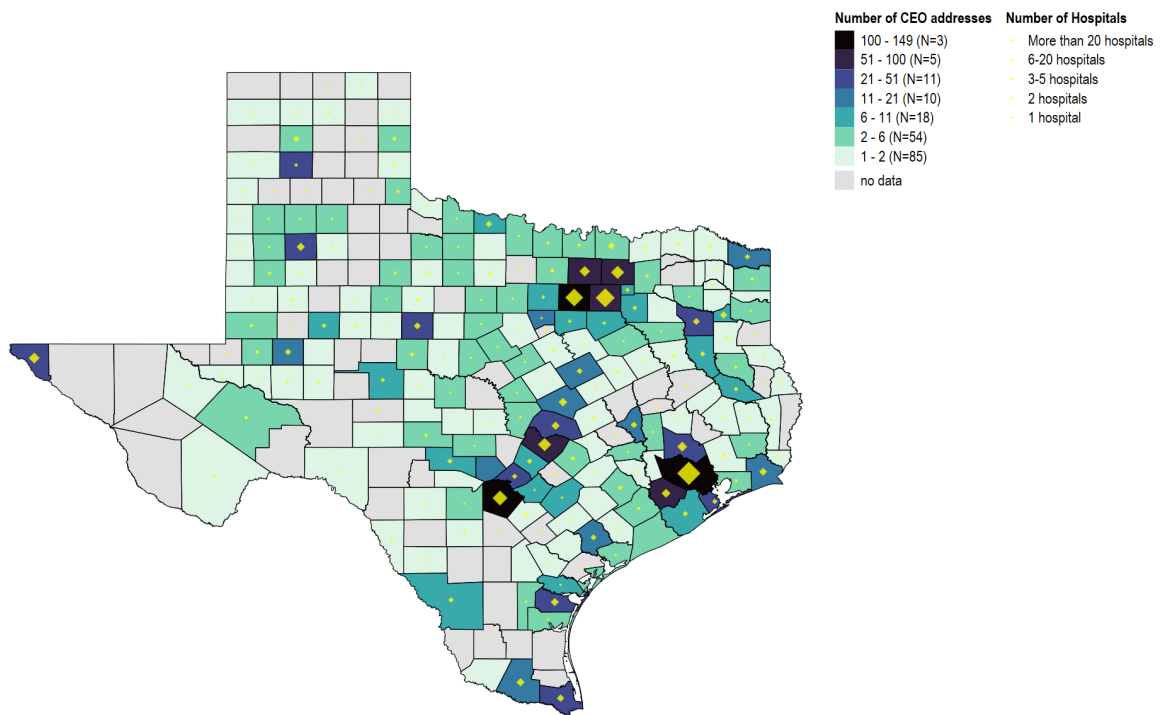 Number of CEO addresses
100 - 149 (N=3)
51 - 100 (N=5)
21 - 51 (N=11)
11 - 21 (N=10)
6 - 11 (N=18)
2 - 6 (N=54)
1 - 2 (N=85)
no data
Number of Hospitals
More than 20 hospitals
6-20 hospitals
3-5 hospitals
2 hospitals
1 hospital